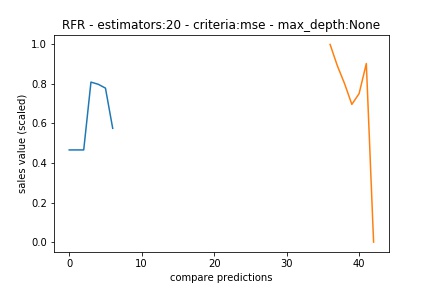 RFR - estimators:20 - criteria:mse - max_depth:None
1.0
0.8
0.6
0.4
0.2
0.0
sales value (scaled)
0 10 20 30 40
compare predictions